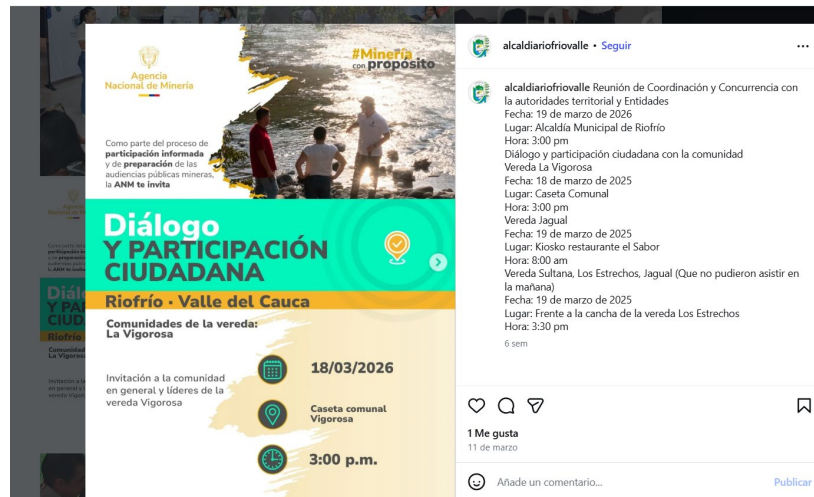 Agencia
Nacional de Minería
#Minería
con propósito
Como parte del proceso de
participación informada
y de preparación de las
audiencias públicas mineras,
la ANM te invita
Diálogo
Y PARTICIPACIÓN
CIUDADANA
Riofrío · Valle del Cauca
Comunidades de la vereda:
La Vigorosa
Invitación a la comunidad
en general y líderes de la
vereda Vigorosa
18/03/2026
Caseta comunal
Vigorosa
3:00 p.m.
alcaldiariofriovalle • Seguir
alcaldiariofriovalle Reunión de Coordinación y Concurrencia con
la autoridades territorial y Entidades
Fecha: 19 de marzo de 2026
Lugar: Alcaldía Municipal de Riofrío
Hora: 3:00 pm
Diálogo y participación ciudadana con la comunidad
Vereda La Vigorosa
Fecha: 18 de marzo de 2025
Lugar: Caseta Comunal
Hora: 3:00 pm
Vereda Jagual
Fecha: 19 de marzo de 2025
Lugar: Kiosko restaurante el Sabor
Hora: 8:00 am
Vereda Sultana, Los Estrechos, Jagual (Que no pudieron asistir en
la mañana)
Fecha: 19 de marzo de 2025
Lugar: Frente a la cancha de la vereda Los Estrechos
Hora: 3:30 pm
6 sem
1 Me gusta
11 de marzo
Añade un comentario...
Publicar